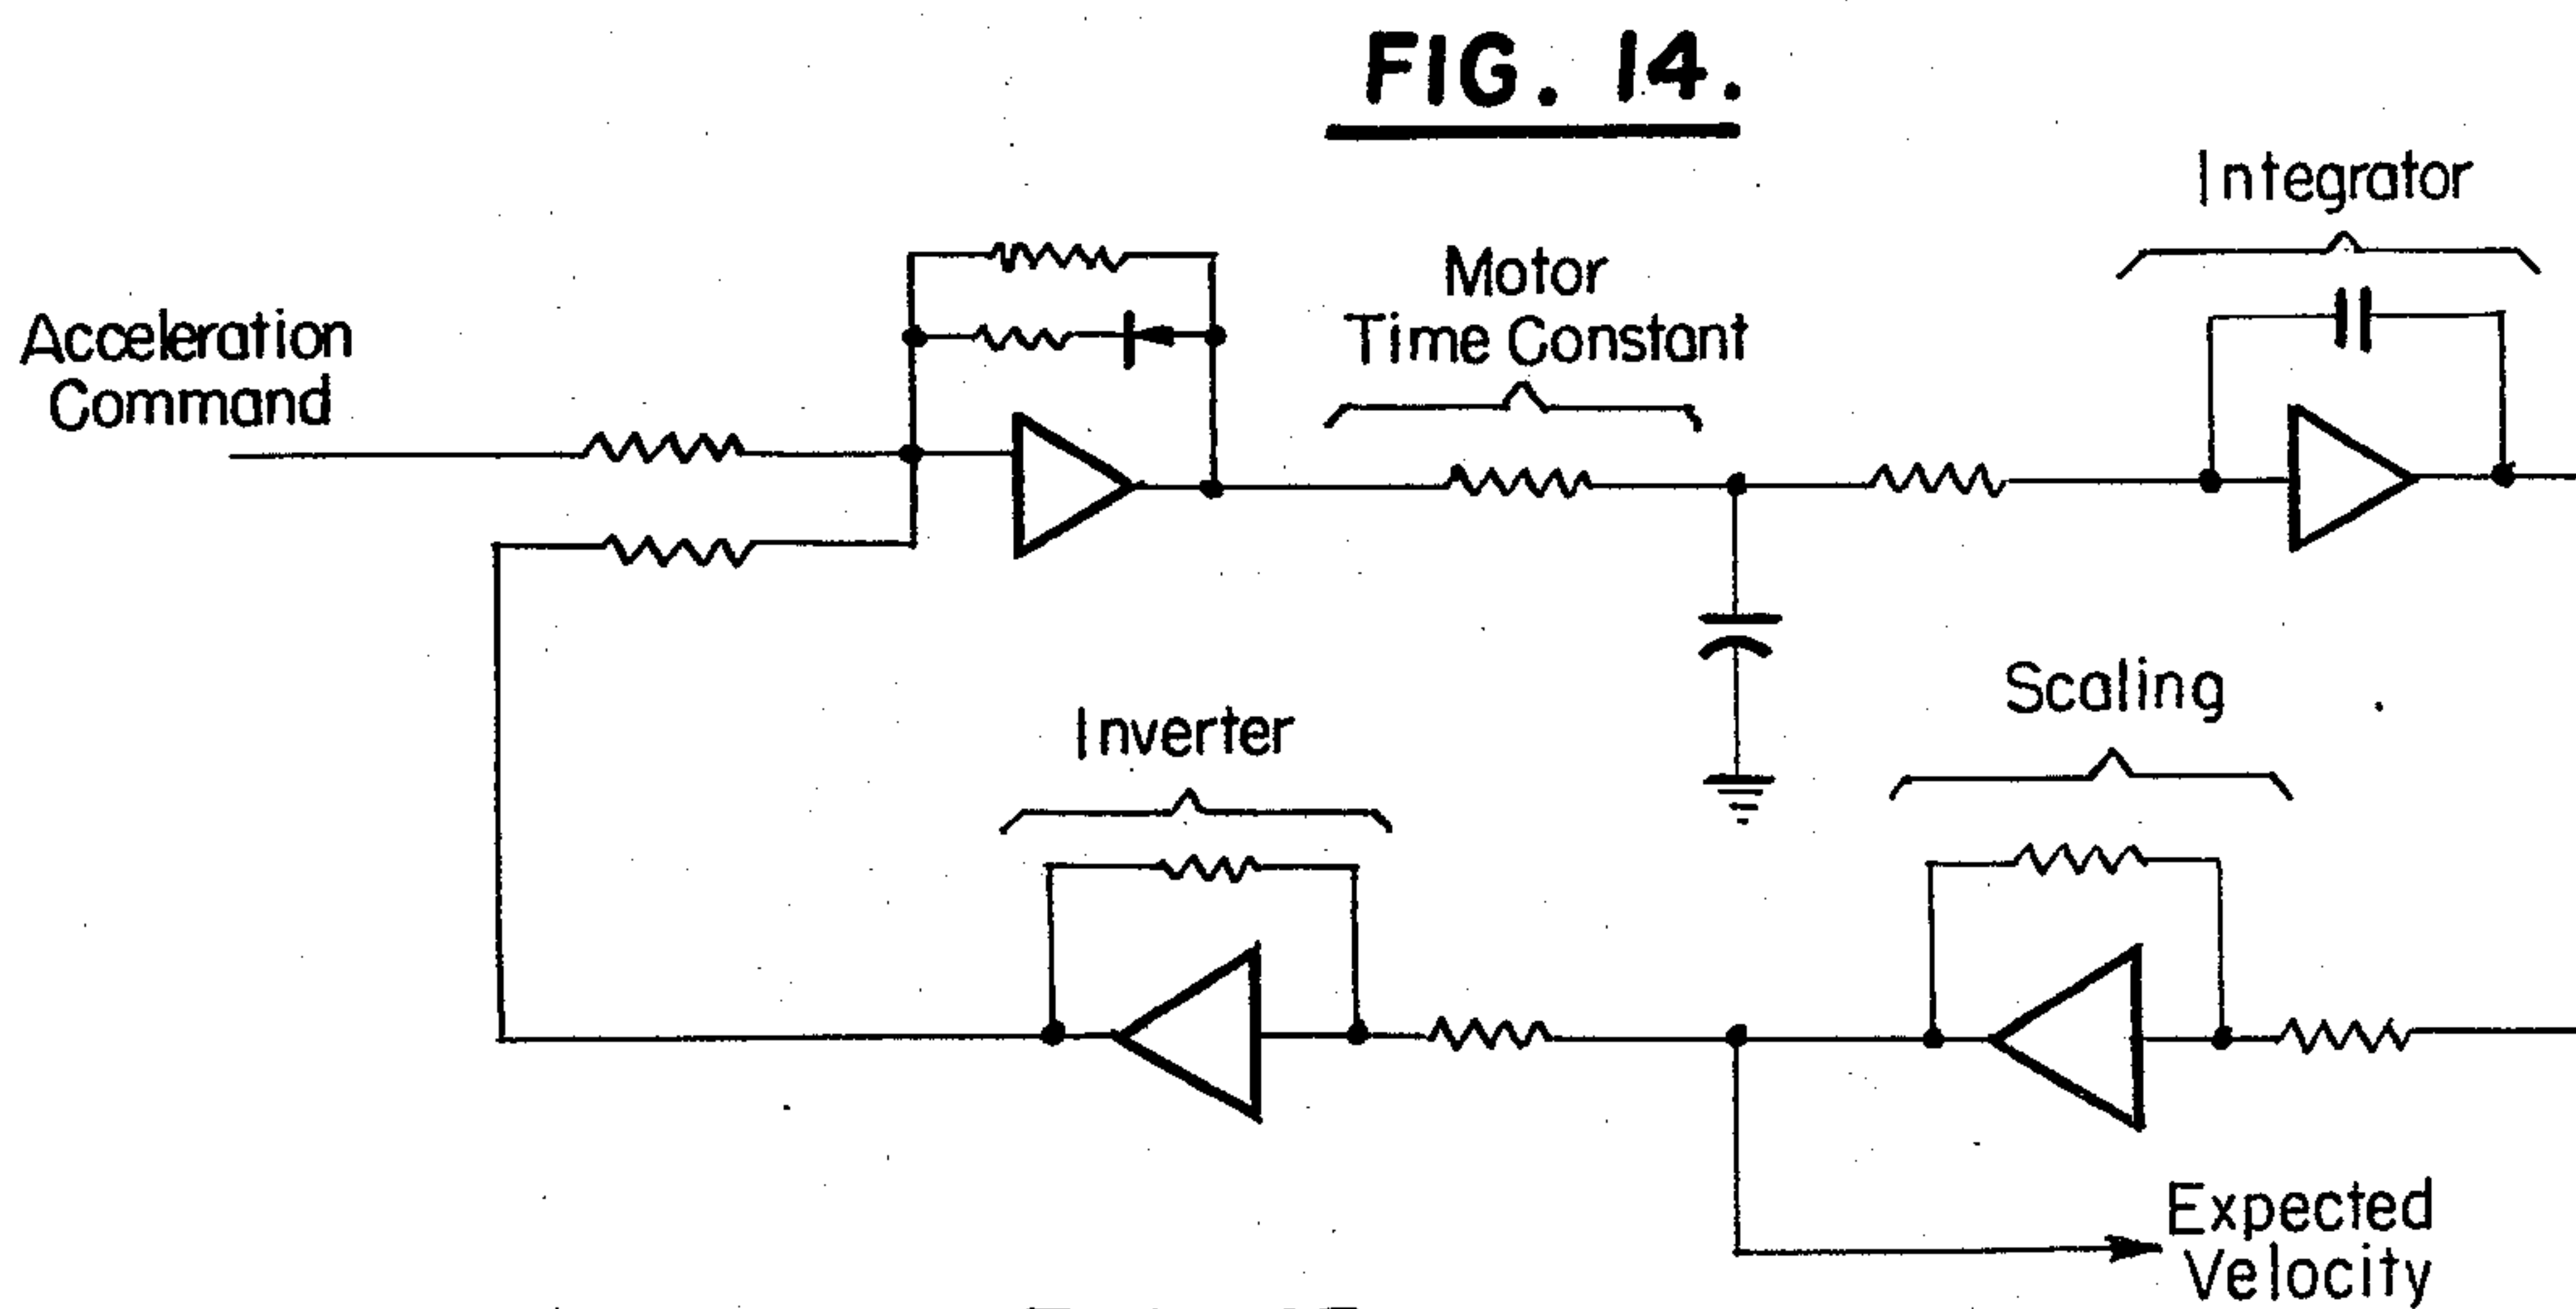 FIG. 14.
Integrator
Motor
Time Constant
Acceleration
Command
Scaling
Inverter
Expected
Velocity